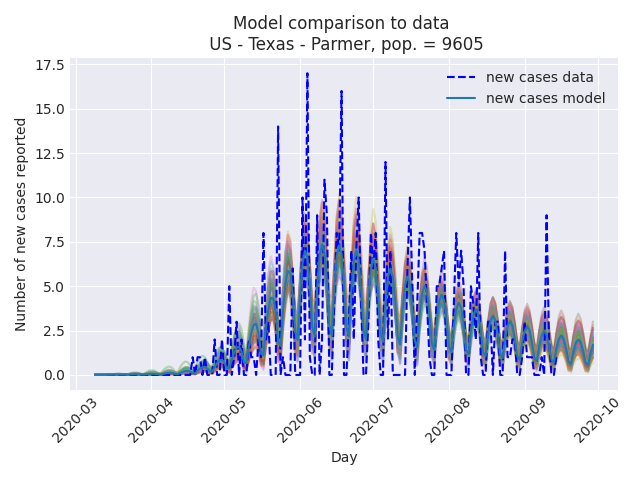 Model comparison to data
US - Texas - Parmer, pop. = 9605
new cases data
new cases model
Number of new cases reported
17.5
15.0
12.5
10.0
7.5
5.0
2.5
0.0
2020-03
2020-04
2020-05
2020-06
2020-07
2020-08
2020-09
2020-10
Day